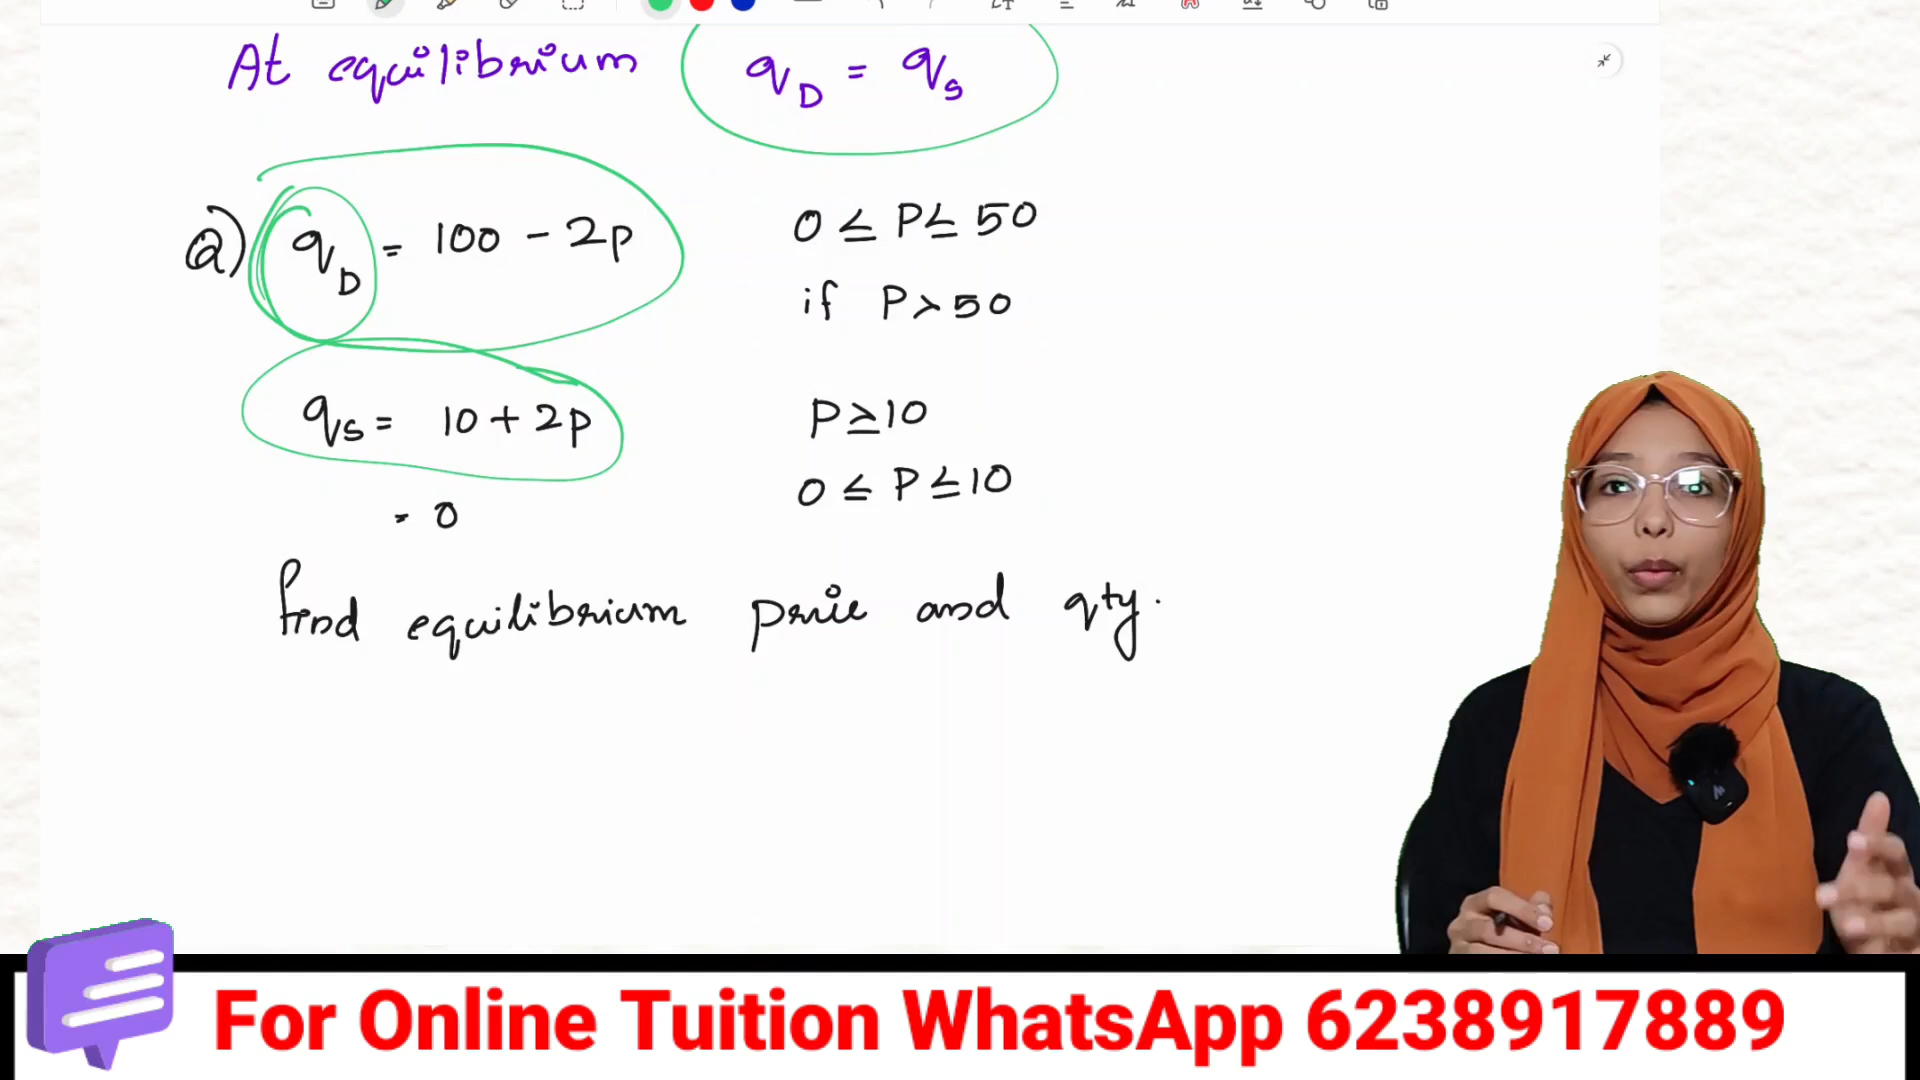 At equilibrium qD = qs
Q) qD = 100 - 2p 0 ≤ P ≤ 50
if P > 50
qs = 10 + 2p P ≥ 10
= 0 0 ≤ P ≤ 10
find equilibrium price and qty.
For Online Tuition WhatsApp 6238917889